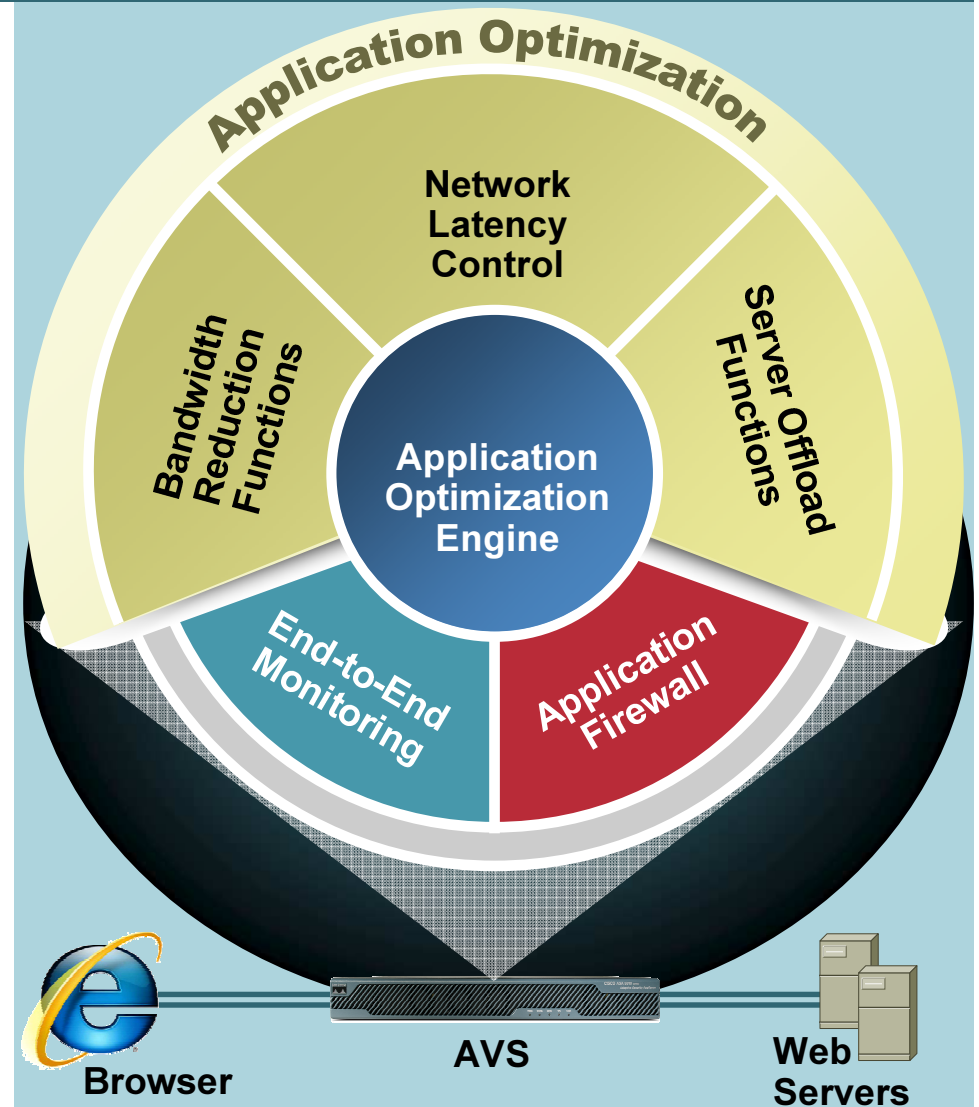 Application Optimization
Network
Latency
Control
Bandwidth
Reduction
Functions
Server Offload
Functions
Application
Optimization
Engine
End-to-End
Monitoring
Application
Firewall
Browser
AVS
Web
Servers